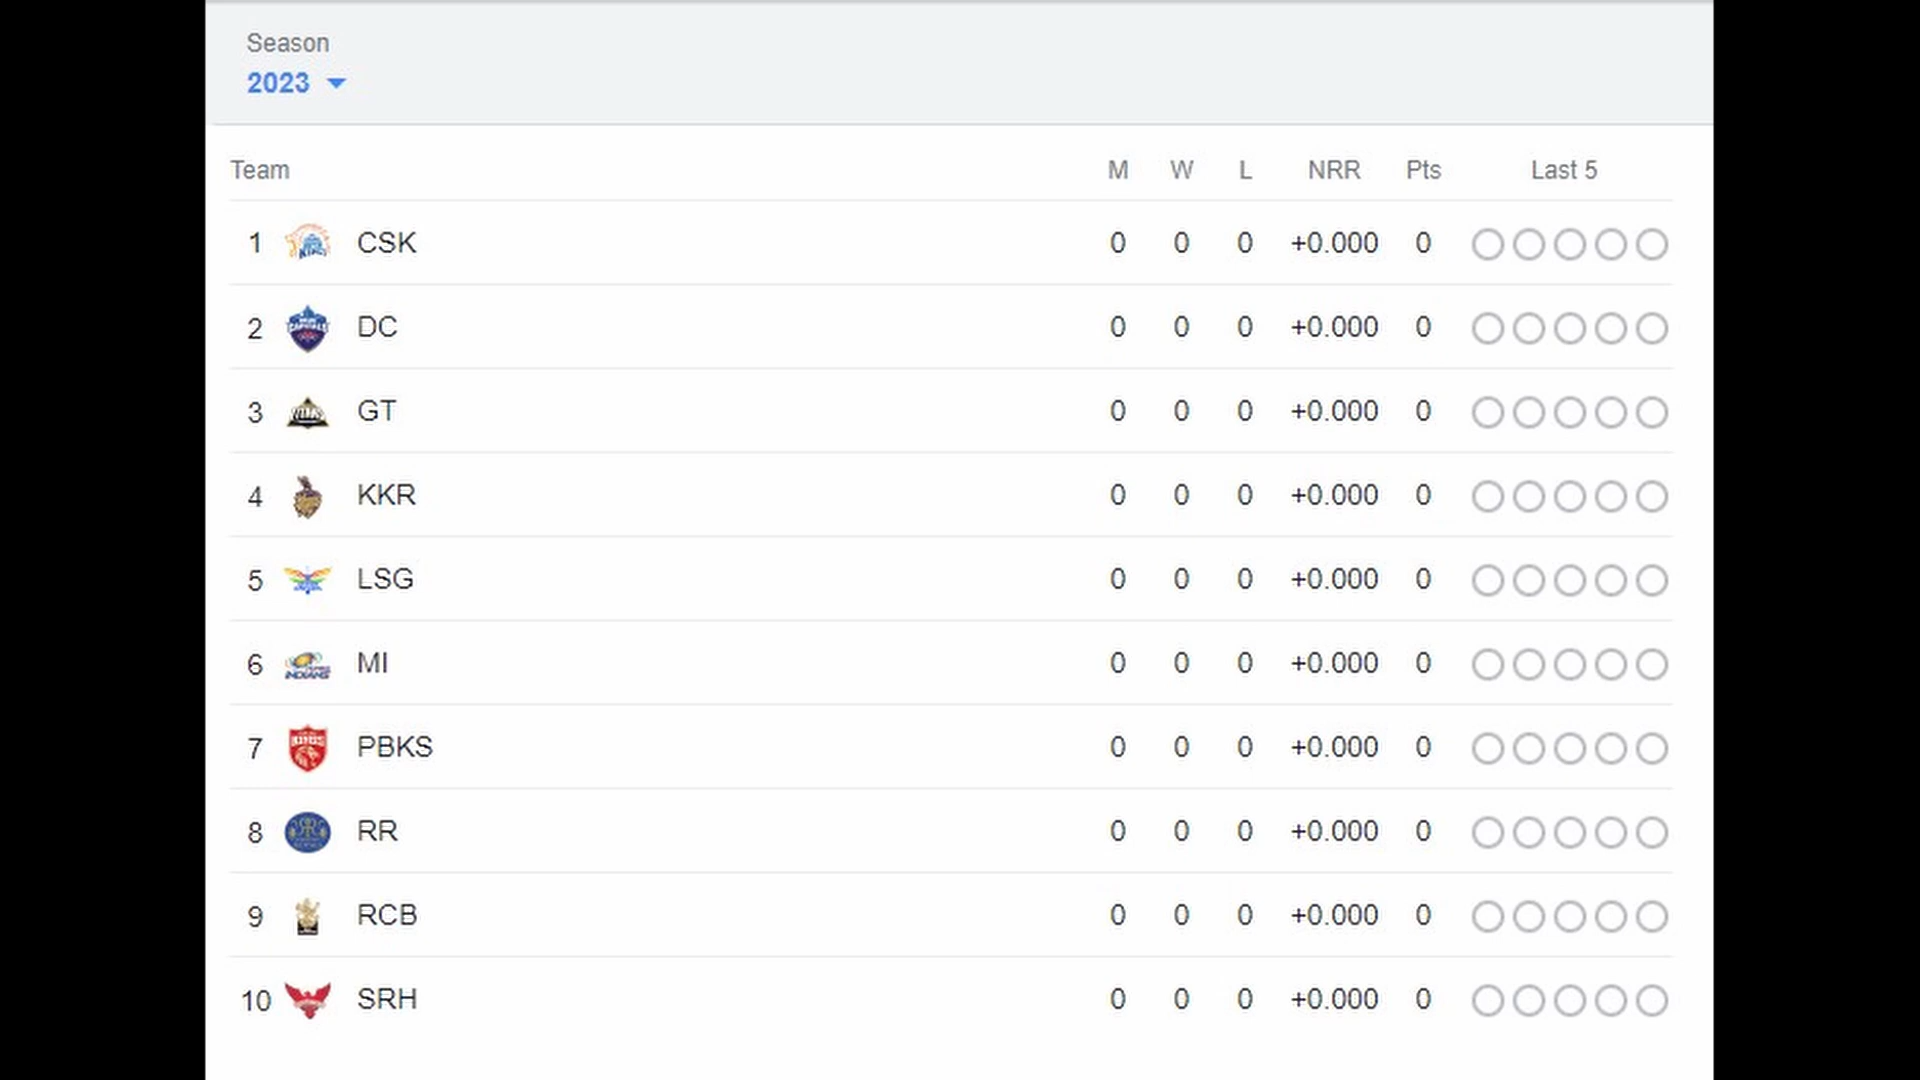 Season
2023
Team M W L NRR Pts Last 5
1 CSK 0 0 0 +0.000 0
2 DC 0 0 0 +0.000 0
3 GT 0 0 0 +0.000 0
4 KKR 0 0 0 +0.000 0
5 LSG 0 0 0 +0.000 0
6 MI 0 0 0 +0.000 0
7 PBKS 0 0 0 +0.000 0
8 RR 0 0 0 +0.000 0
9 RCB 0 0 0 +0.000 0
10 SRH 0 0 0 +0.000 0